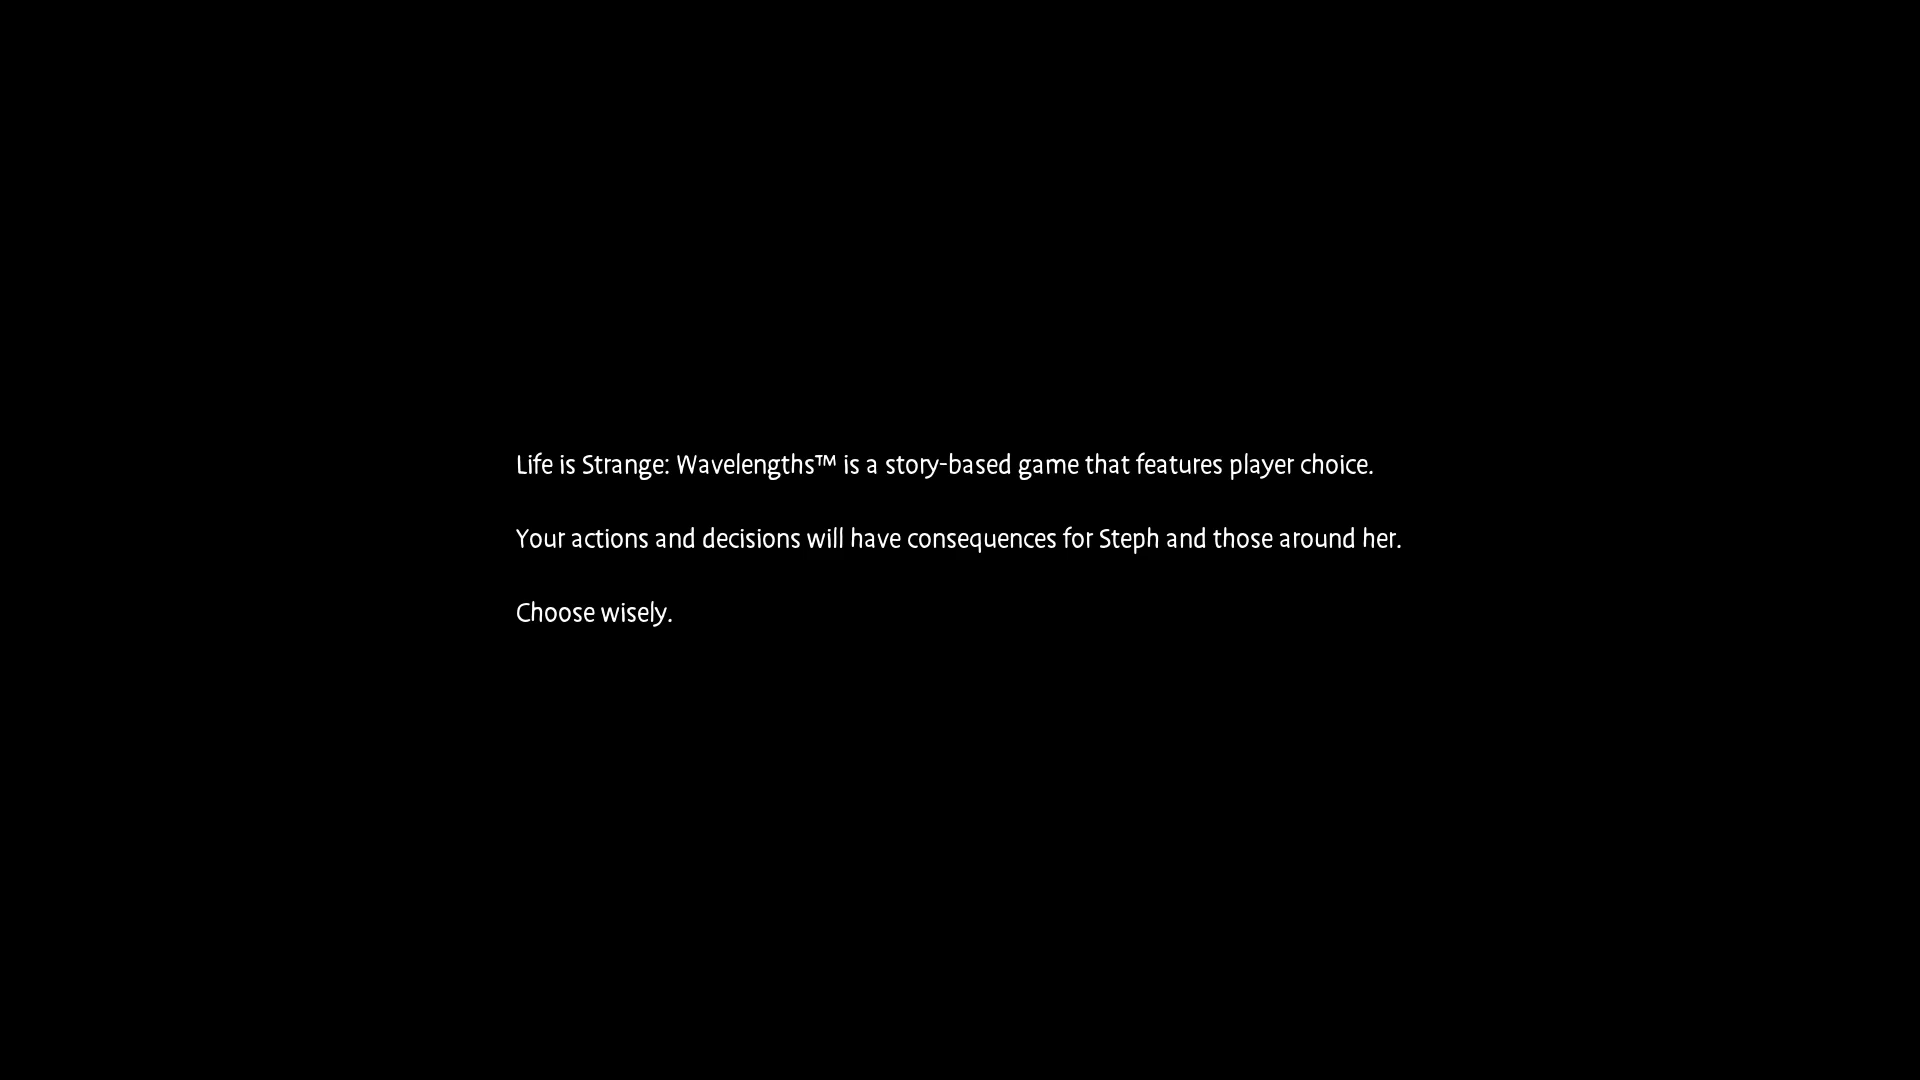 Life is Strange: Wavelengths™ is a story-based game that features player choice.
Your actions and decisions will have consequences for Steph and those around her.
Choose wisely.